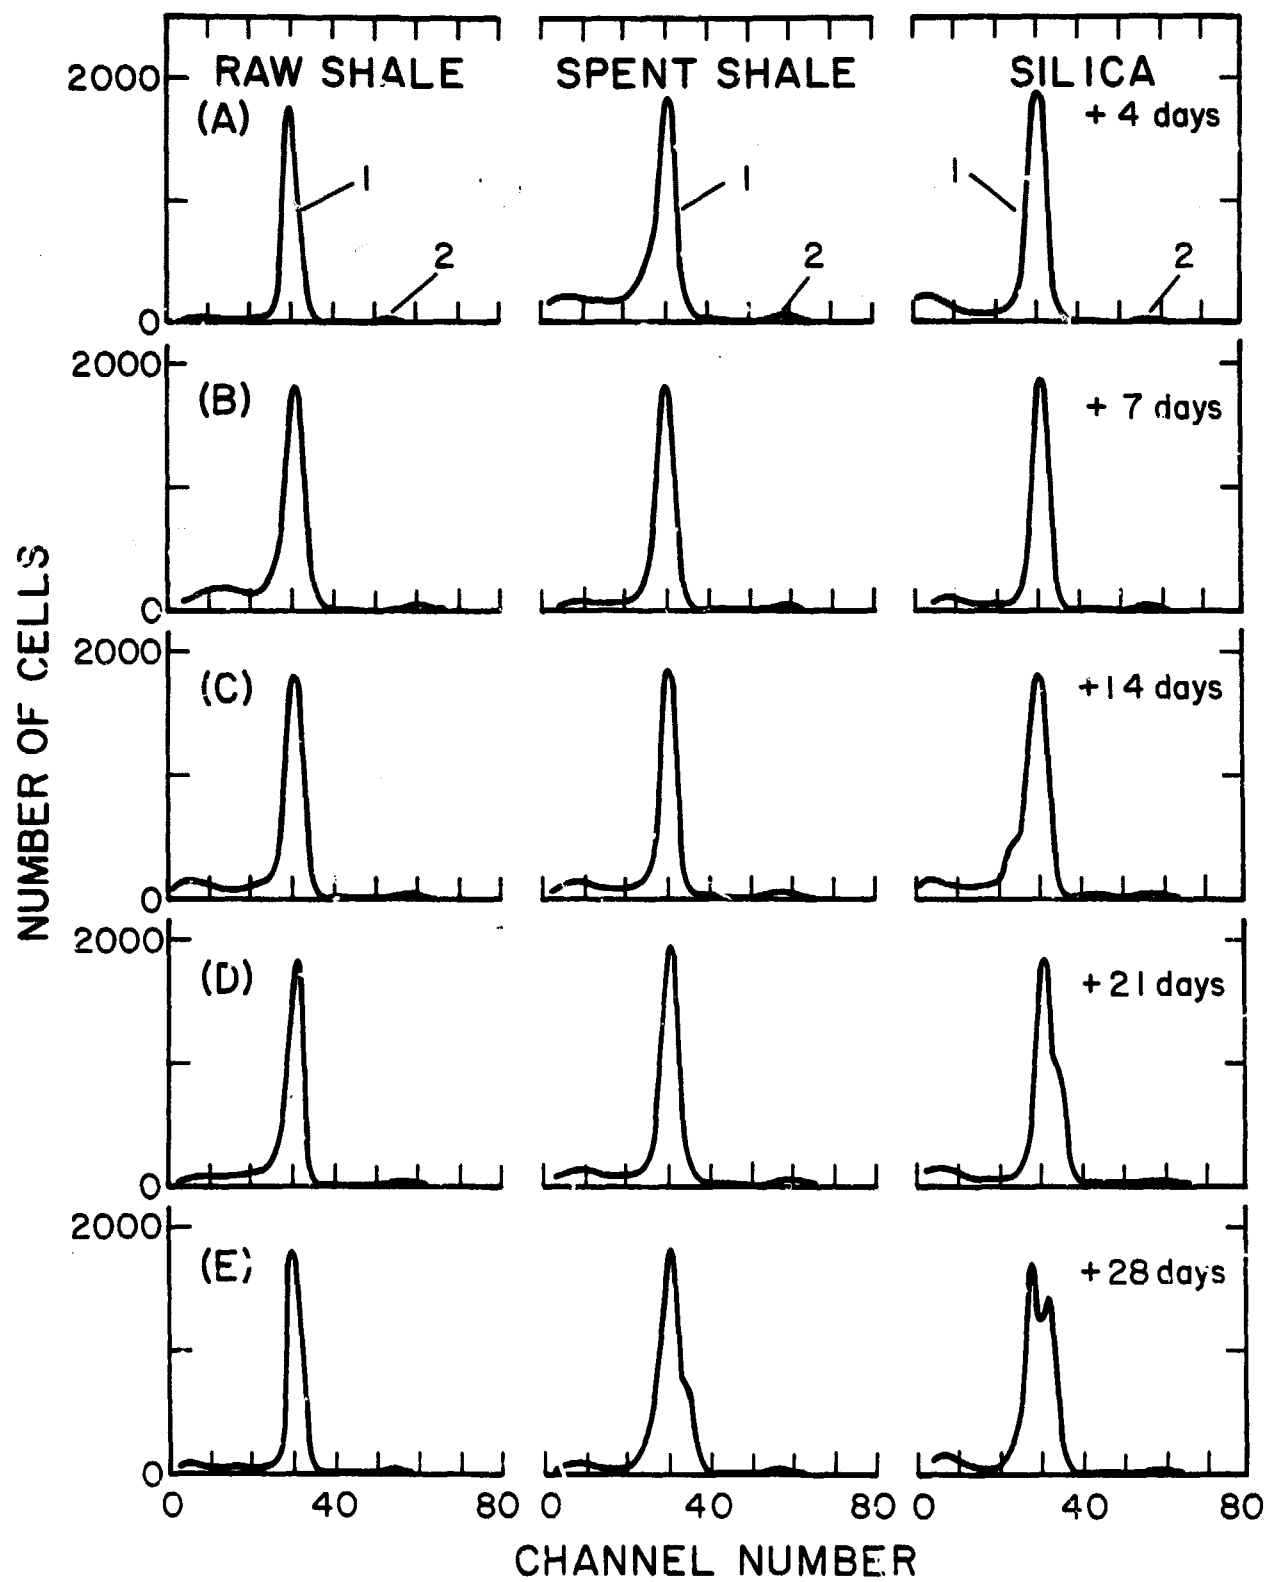 RAW SHALE SPENT SHALE SILICA
2000
(A) + 4 days
1 1 1
2 2 2
0
2000
(B) + 7 days
0
2000
(C) +14 days
0
2000
(D) +21 days
0
2000
(E) +28 days
0
0 40 80 0 40 80 0 40 80
CHANNEL NUMBER
NUMBER OF CELLS